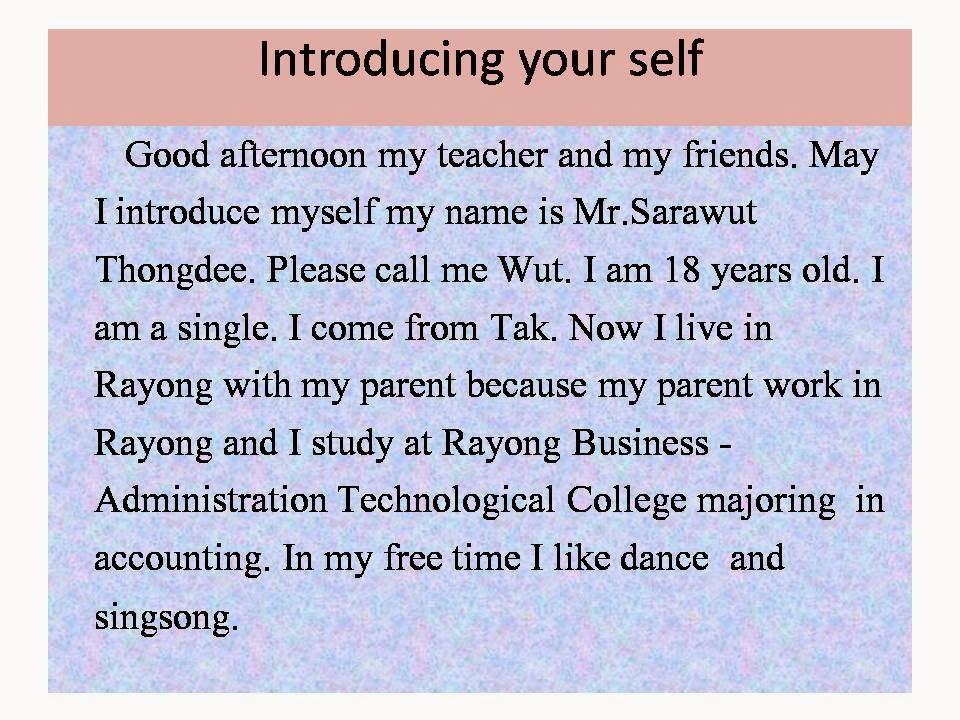 Introducing your self
Good afternoon my teacher and my friends. May
I introduce myself my name is Mr.Sarawut
Thongdee. Please call me Wut. I am 18 years old. I
am a single. I come from Tak. Now I live in
Rayong with my parent because my parent work in
Rayong and I study at Rayong Business -
Administration Technological College majoring  in
accounting. In my free time I like dance  and
singsong.